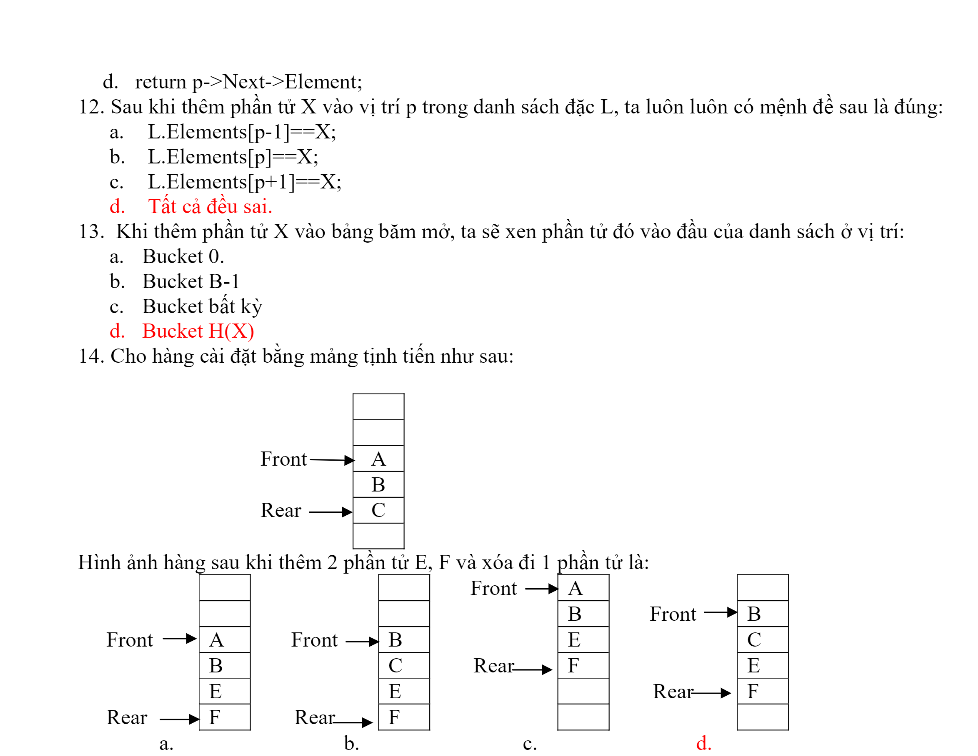 d. return p->Next->Element;
12. Sau khi thêm phần tử X vào vị trí p trong danh sách đặc L, ta luôn luôn có mệnh đề sau là đúng:
a. L.Elements[p-1]==X;
b. L.Elements[p]==X;
c. L.Elements[p+1]==X;
d. Tất cả đều sai.
13. Khi thêm phần tử X vào bảng băm mở, ta sẽ xen phần tử đó vào đầu của danh sách ở vị trí:
a. Bucket 0.
b. Bucket B-1
c. Bucket bất kỳ
d. Bucket H(X)
14. Cho hàng cài đặt bằng mảng tịnh tiến như sau:
Front A
B
Rear C
Hình ảnh hàng sau khi thêm 2 phần tử E, F và xóa đi 1 phần tử là:
Front A
B
E
Rear F
a.
Front B
C
E
Rear F
b.
Front A
B
E
Rear F
c.
Front B
C
E
Rear F
d.